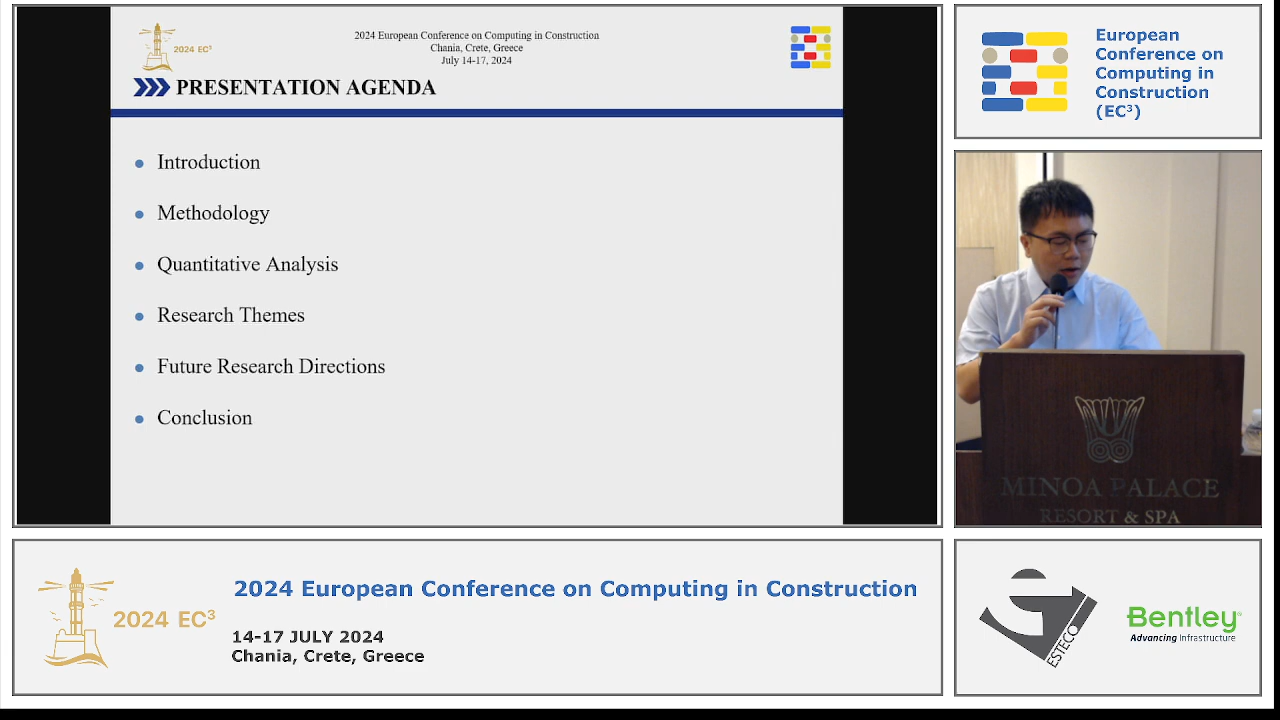 2024 EC³
2024 European Conference on Computing in Construction
Chania, Crete, Greece
July 14-17, 2024
PRESENTATION AGENDA
Introduction
Methodology
Quantitative Analysis
Research Themes
Future Research Directions
Conclusion
European
Conference on
Computing in
Construction
(EC³)
MINOA PALACE
RESORT & SPA
2024 EC³
2024 European Conference on Computing in Construction
14-17 JULY 2024
Chania, Crete, Greece
ESTECO
Bentley
Advancing Infrastructure